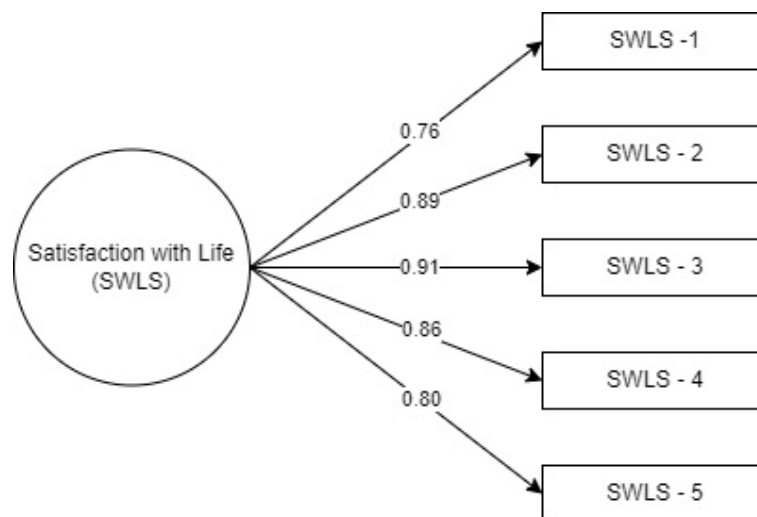 SWLS -1
0.76
SWLS - 2
0.89
Satisfaction with Life
(SWLS)
0.91
SWLS - 3
0.86
SWLS - 4
0.80
SWLS - 5